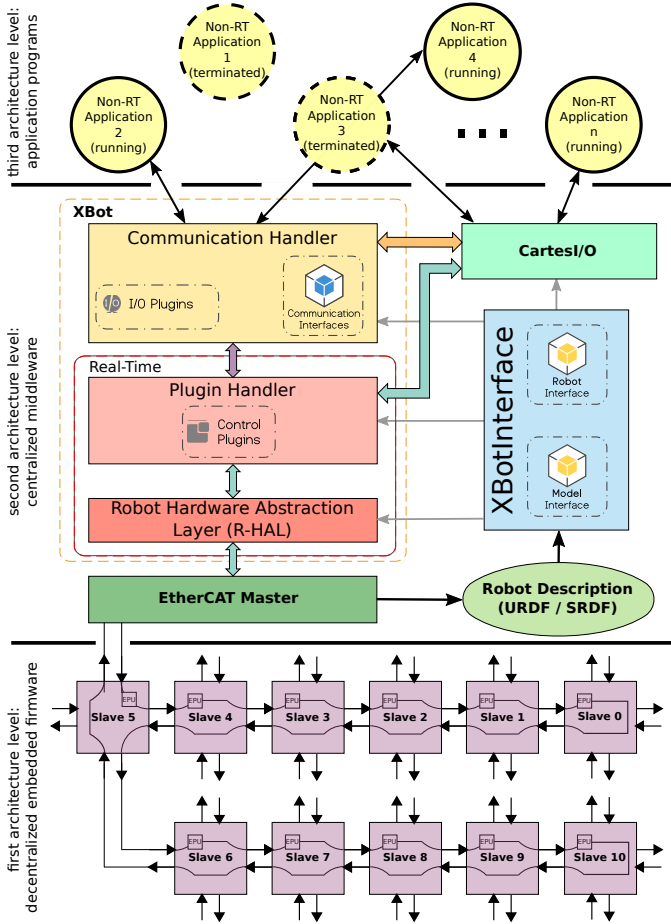 third architecture level:
application programs
Non-RT
Application
1
(terminated)
Non-RT
Application
4
(running)
Non-RT
Application
2
(running)
Non-RT
Application
3
(terminated)
Non-RT
Application
n
(running)
second architecture level:
centralized middleware
XBot
Communication Handler
I/O
I/O Plugins
Communication
Interfaces
CartesI/O
Real-Time
Plugin Handler
Control
Plugins
Robot Hardware Abstraction
Layer (R-HAL)
XBotInterface
Robot
Interface
Model
Interface
EtherCAT Master
Robot Description
(URDF / SRDF)
first architecture level:
decentralized embedded firmware
EPU
Slave 5
EPU
Slave 4
EPU
Slave 3
EPU
Slave 2
EPU
Slave 1
EPU
Slave 0
EPU
Slave 6
EPU
Slave 7
EPU
Slave 8
EPU
Slave 9
EPU
Slave 10